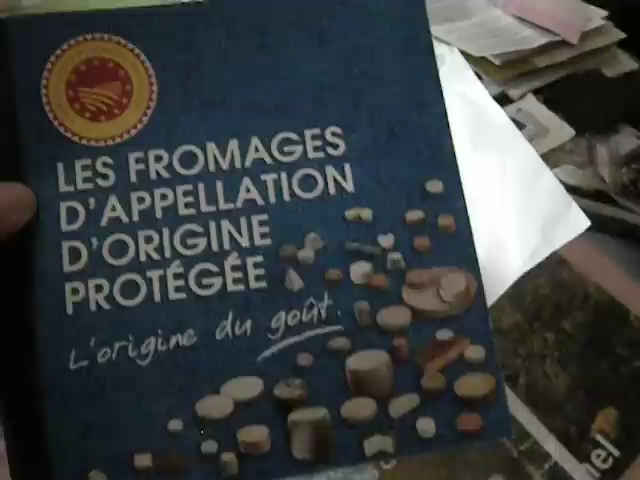 LES FROMAGES
D'APPELLATION
D'ORIGINE
PROTÉGÉE
L'origine du goût.